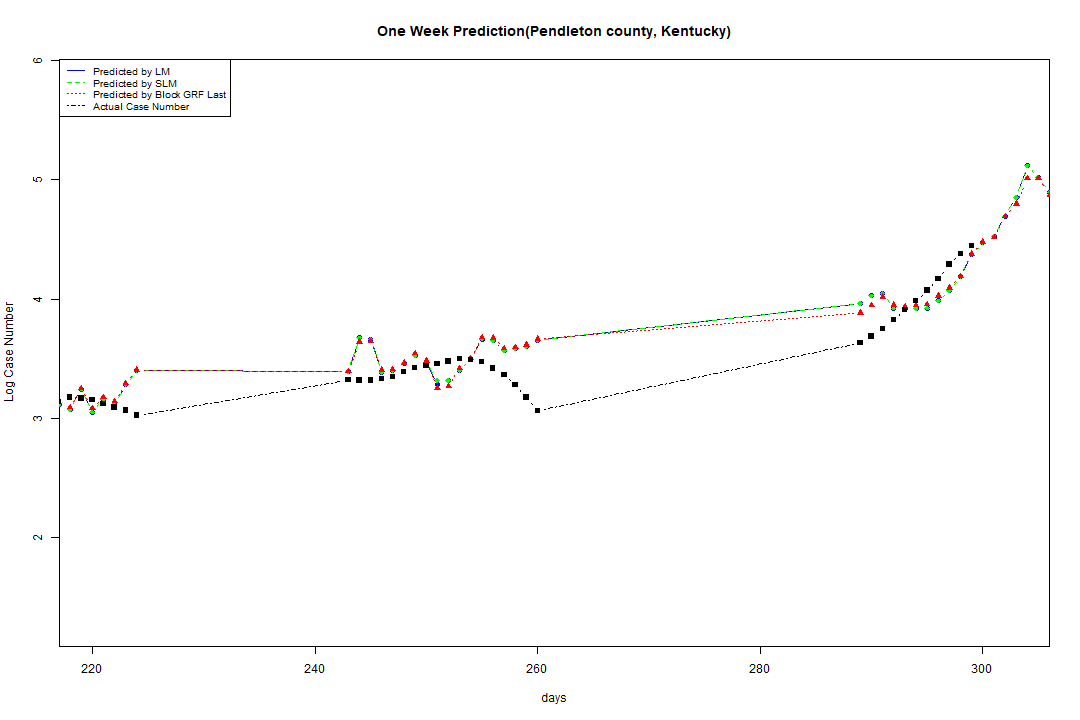 One Week Prediction(Pendleton county, Kentucky)
Predicted by LM
Predicted by SLM
Predicted by Block GRF Last
Actual Case Number
6
5
4
3
2
Log Case Number
220 240 260 280 300
days